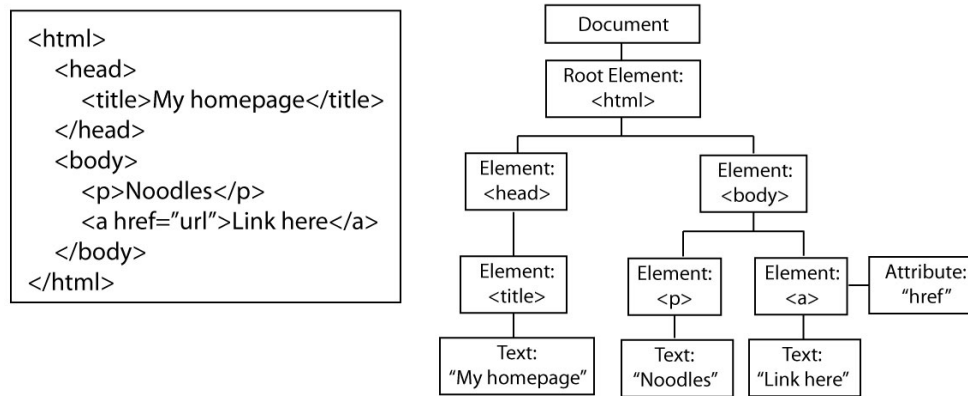 <html>
<head>
<title>My homepage</title>
</head>
<body>
<p>Noodles</p>
<a href=”url”>Link here</a>
</body>
</html>
Document
Root Element:
<html>
Element:
<head>
Element:
<body>
Element:
<title>
Element:
<p>
Element:
<a>
Attribute:
“href”
Text:
“My homepage”
Text:
“Noodles”
Text:
“Link here”